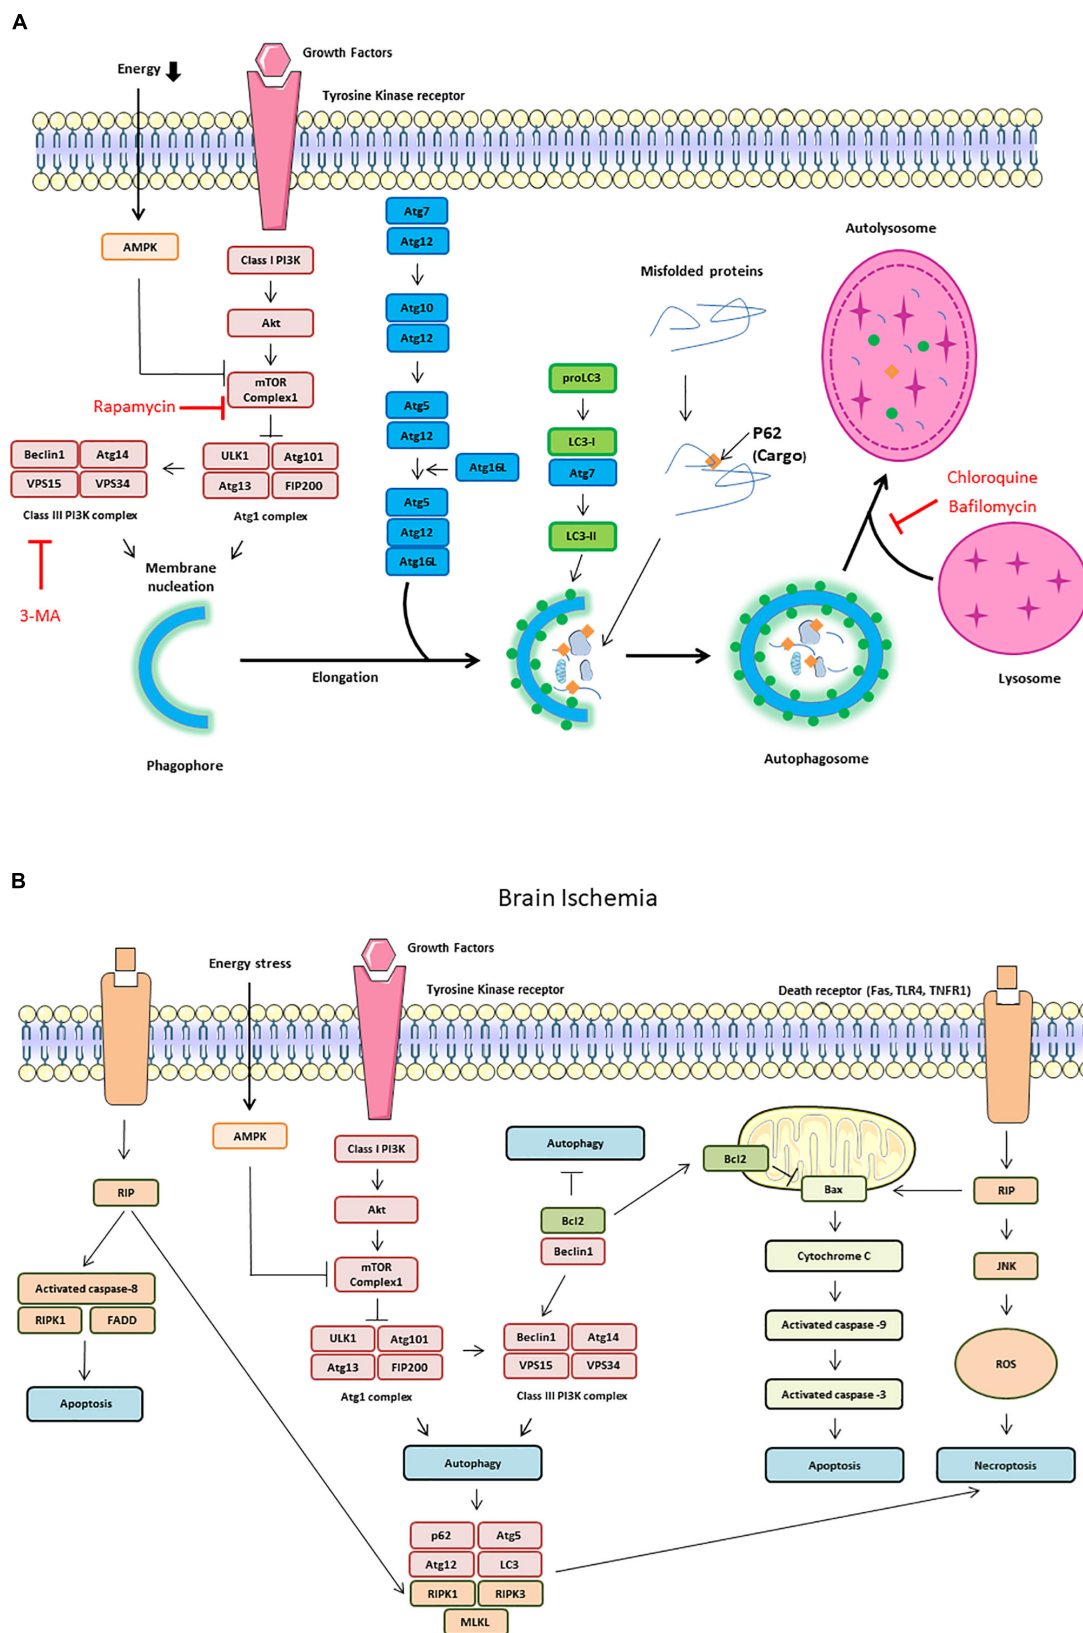 A
Growth Factors
Energy
Tyrosine Kinase receptor
Atg7
Atg12
AMPK
Class I PI3K
Autolysosome
Misfolded proteins
Atg10
Atg12
Akt
proLC3
mTOR
Complex1
Rapamycin
Atg5
Atg12
P62
(Cargo)
LC3-I
Atg7
Beclin1
Atg14
ULK1
Atg101
VPS15
VPS34
Atg13
FIP200
Atg16L
Chloroquine
Bafilomycin
Class III PI3K complex
Atg1 complex
Atg5
Atg12
Atg16L
LC3-II
Membrane
nucleation
3-MA
Elongation
Lysosome
Phagophore
Autophagosome
B
Brain Ischemia
Growth Factors
Energy stress
Tyrosine Kinase receptor
Death receptor (Fas, TLR4, TNFR1)
AMPK
Class I PI3K
Autophagy
Bcl2
Bax
RIP
RIP
Akt
Bcl2
Beclin1
Cytochrome C
mTOR
Complex1
JNK
Activated caspase-8
RIPK1
FADD
ULK1
Atg101
Atg13
FIP200
Beclin1
Atg14
VPS15
VPS34
Activated caspase -9
ROS
Atg1 complex
Class III PI3K complex
Activated caspase -3
Apoptosis
Autophagy
Apoptosis
Necroptosis
p62
Atg5
Atg12
LC3
RIPK1
RIPK3
MLKL